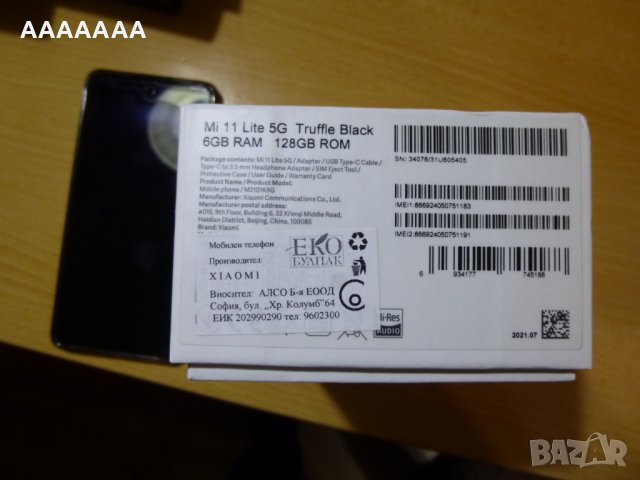 AAAAAAA
Mi 11 Lite 5G Truffle Black
6GB RAM 128GB ROM
Package contents: MI 11 Lite 5G / Adapter / USB Type-C Cable /
Type-C to 3.5 mm Headphone Adapter / SIM Eject Tool /
Protective Case / User Guide / Warranty Card
Product Name / Product Model:
Mobile phone / M2101K9G
Manufacturer: Xiaomi Communications Co., Ltd.
Manufacturer postal address:
#019, 9th Floor, Building 6, 33 Xi'erqi Middle Road,
Haidian District, Beijing, China, 100085
Brand: Xiaomi
SN: 34076/31U605405
IMEI1:866924050751183
IMEI2:866924050751191
6 934177 745188
Мобилен телефон
Производител:
XIAOMI
ЕКО
БУЛПАК
Вносител: АЛСО Б-я ЕООД
София, бул. „Хр. Колумб"64
ЕИК 202990290 тел: 9602300
Hi-Res
AUDIO
2021.07
BAZAR